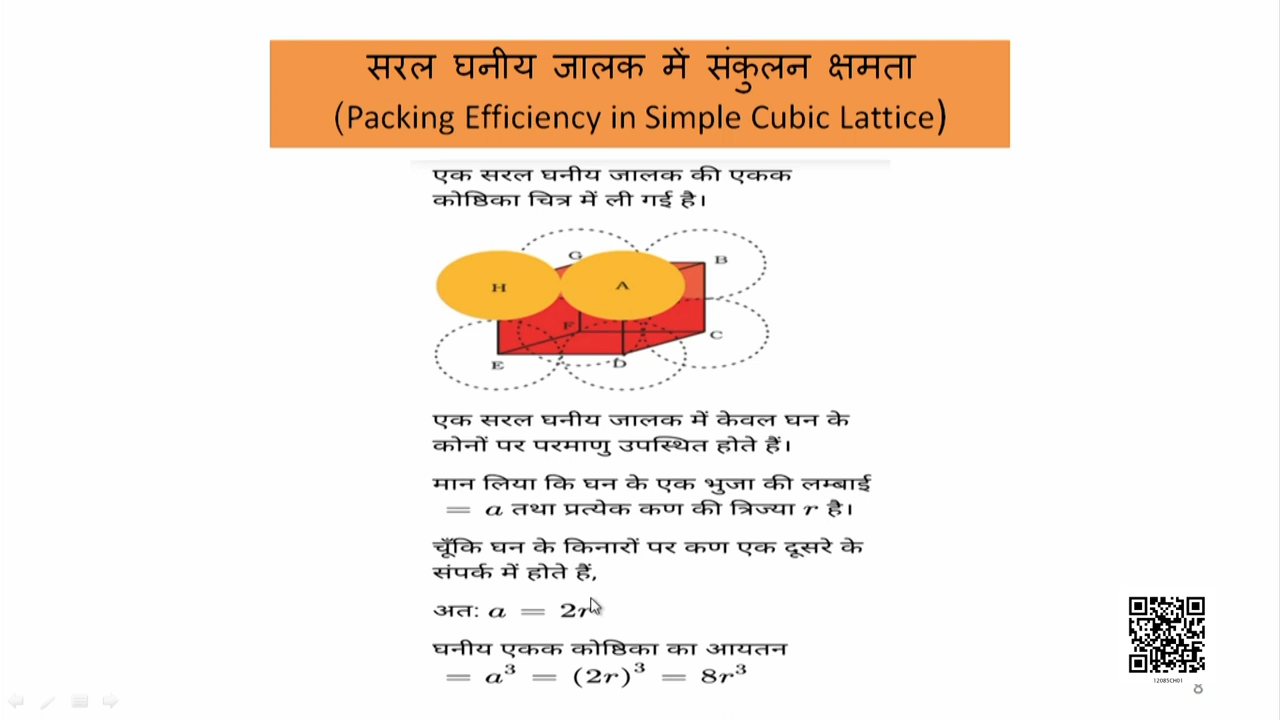 सरल घनीय जालक में संकुलन क्षमता
(Packing Efficiency in Simple Cubic Lattice)
एक सरल घनीय जालक की एकक
कोष्ठिका चित्र में ली गई है।
G
B
H
A
F
C
E
D
एक सरल घनीय जालक में केवल घन के
कोनों पर परमाणु उपस्थित होते हैं।
मान लिया कि घन के एक भुजा की लम्बाई
= a तथा प्रत्येक कण की त्रिज्या r है।
चूँकि घन के किनारों पर कण एक दूसरे के
संपर्क में होते हैं,
अत: a = 2r
घनीय एकक कोष्ठिका का आयतन
= a³ = (2r)³ = 8r³
12085CH01